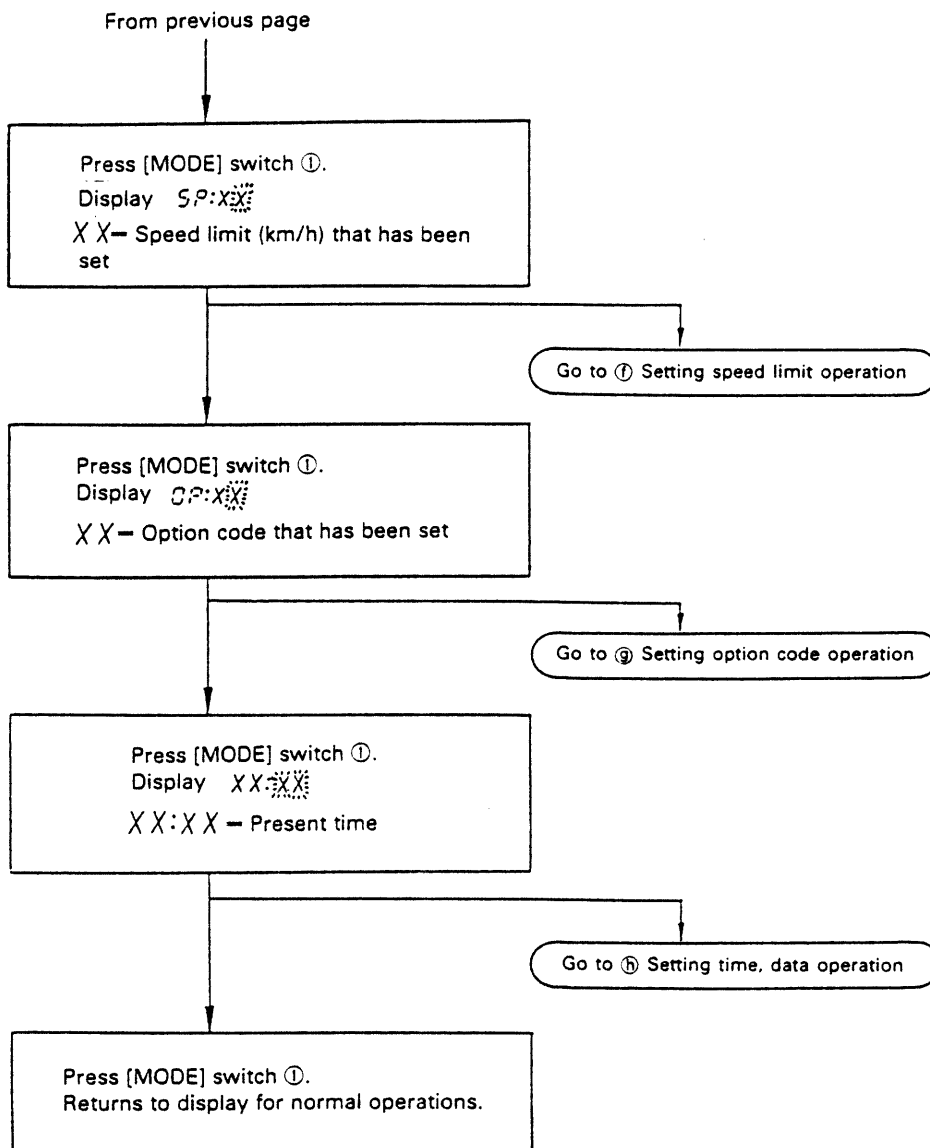 From previous page
Press [MODE] switch ①.
Display SP:XX
XX— Speed limit (km/h) that has been
set
Go to ⓕ Setting speed limit operation
Press [MODE] switch ①.
Display OP:XX
XX— Option code that has been set
Go to ⓖ Setting option code operation
Press [MODE] switch ①.
Display XX:XX
XX:XX — Present time
Go to ⓗ Setting time, data operation
Press [MODE] switch ①.
Returns to display for normal operations.